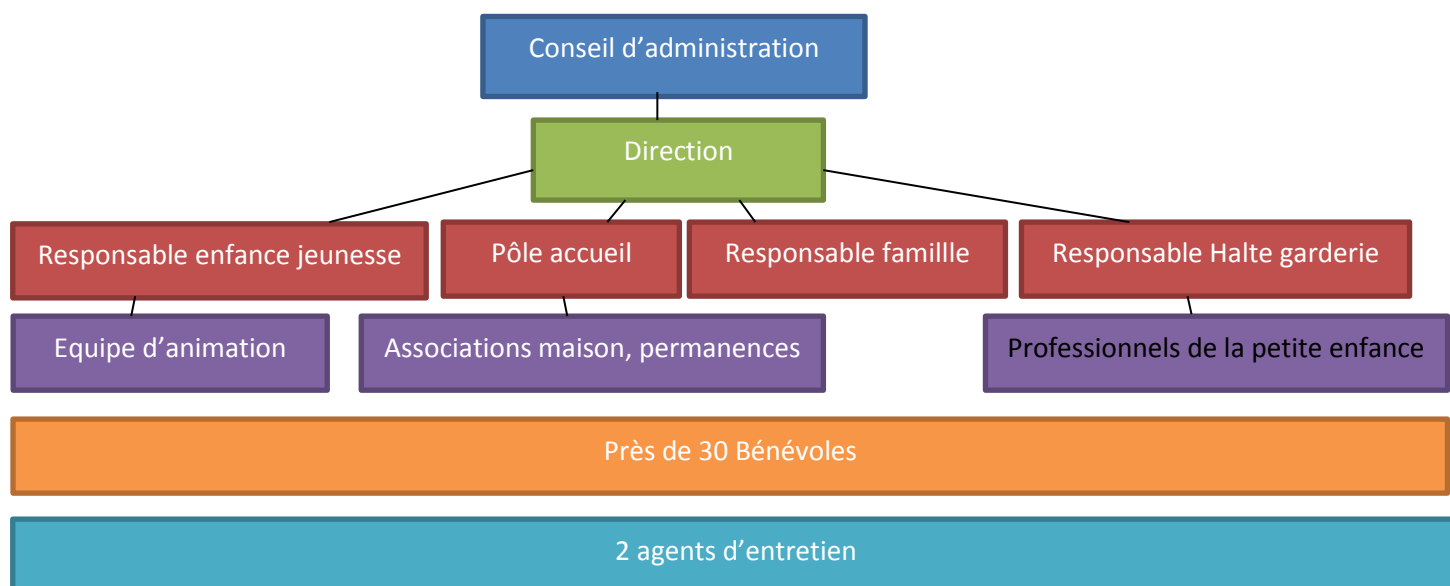 Conseil d’administration
Direction
Responsable enfance jeunesse
Pôle accueil
Responsable famillle
Responsable Halte garderie
Equipe d’animation
Associations maison, permanences
Professionnels de la petite enfance
Près de 30 Bénévoles
2 agents d’entretien